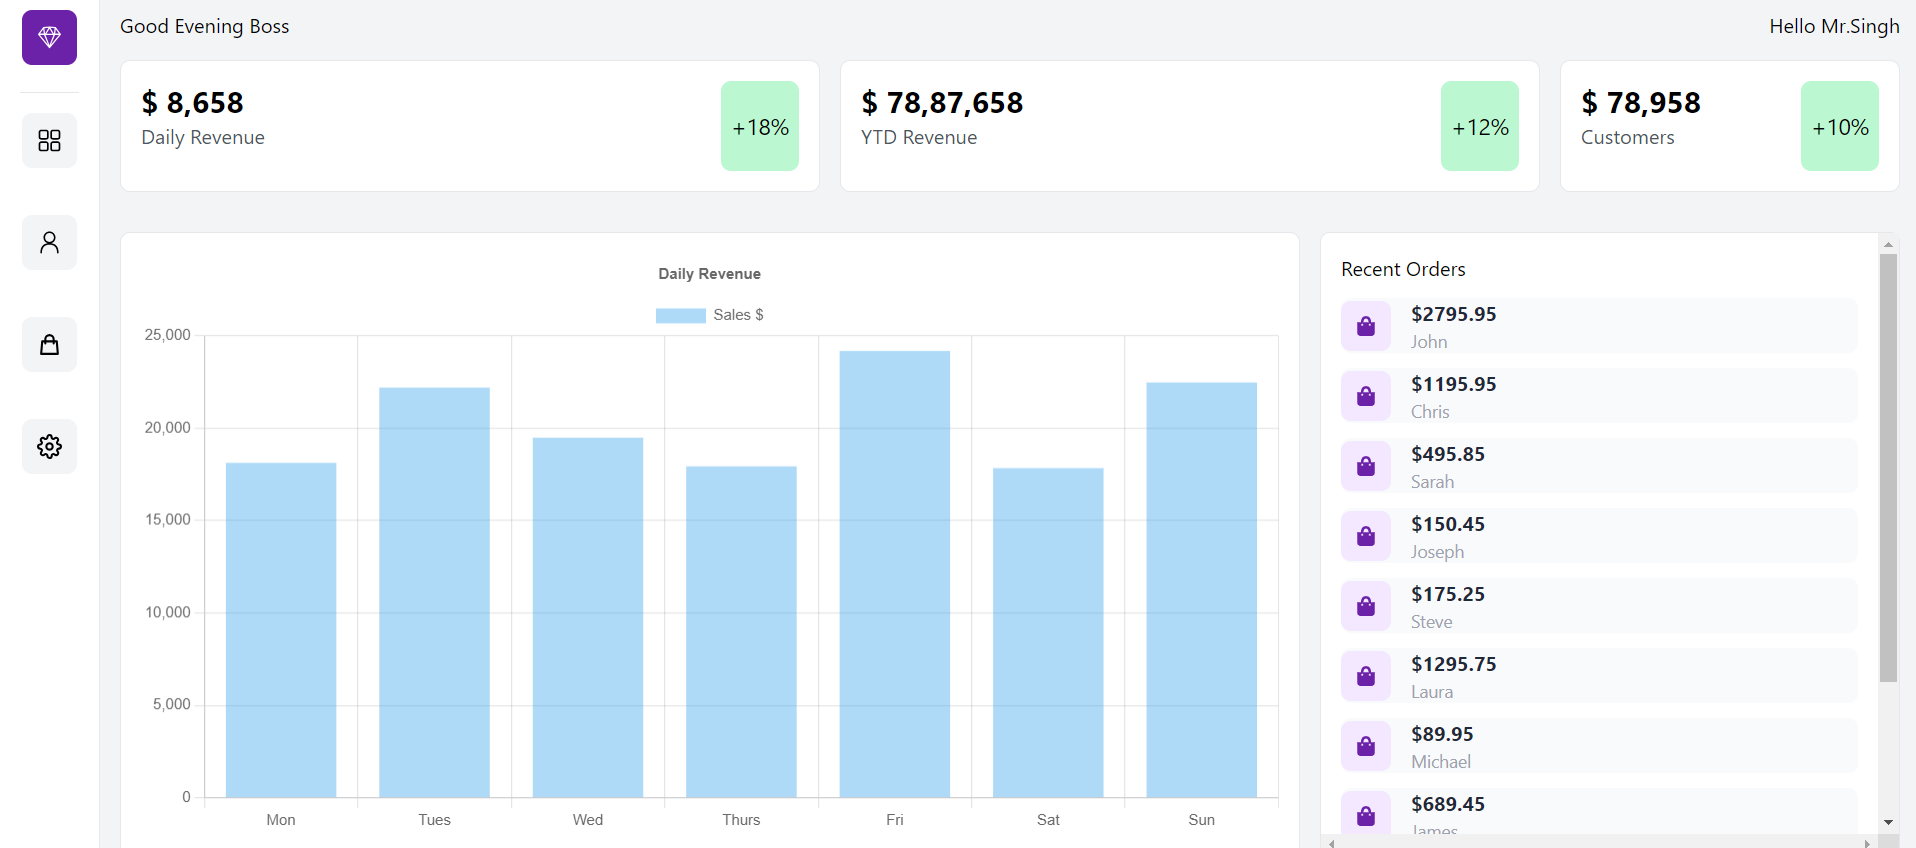 Good Evening Boss
Hello Mr.Singh
$ 8,658
Daily Revenue
+18%
$ 78,87,658
YTD Revenue
+12%
$ 78,958
Customers
+10%
Daily Revenue
Sales $
25,000
20,000
15,000
10,000
5,000
0
Mon Tues Wed Thurs Fri Sat Sun
Recent Orders
$2795.95
John
$1195.95
Chris
$495.85
Sarah
$150.45
Joseph
$175.25
Steve
$1295.75
Laura
$89.95
Michael
$689.45
James